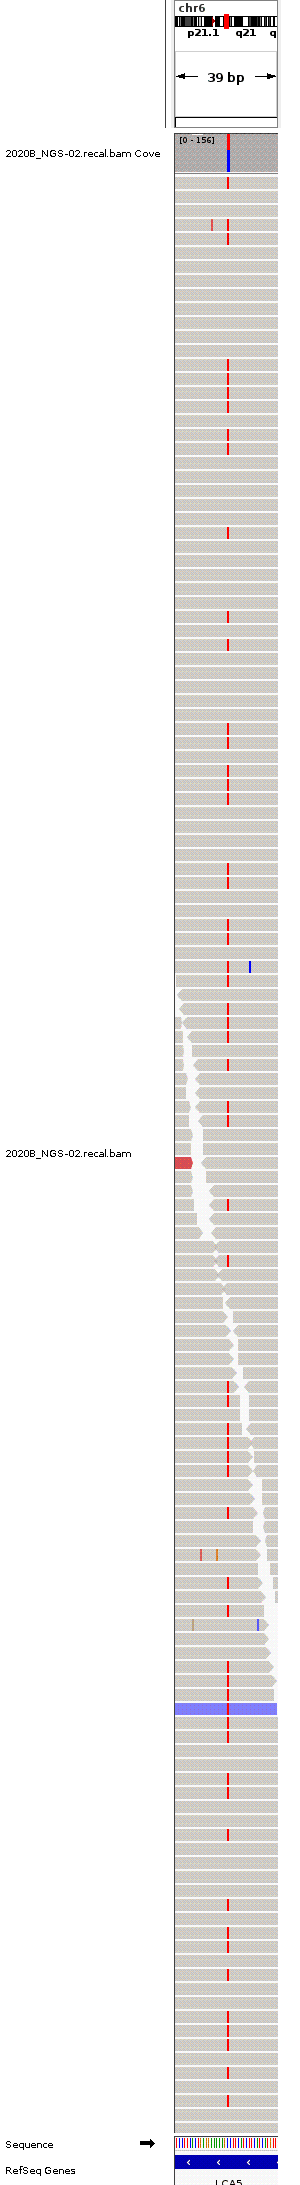 chr6
p21.1 q21 q
39 bp
[0 - 156]
2020B_NGS-02.recal.bam Cove
2020B_NGS-02.recal.bam
Sequence
RefSeq Genes
LCA5